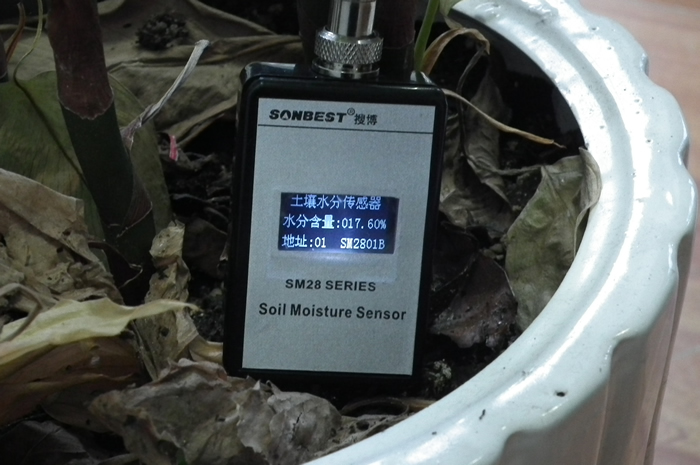 SONBEST® 搜博
土壤水分传感器
水分含量:017.60%
地址:01 SM2801B
SM28 SERIES
Soil Moisture Sensor